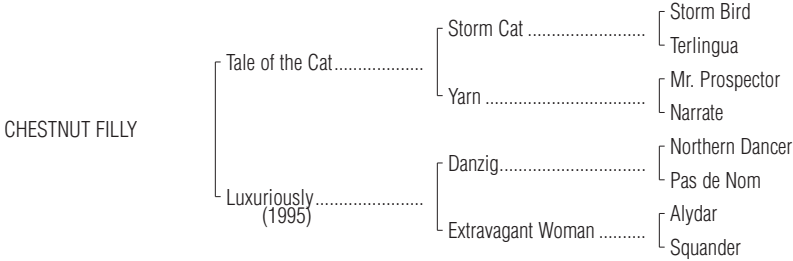 Storm Bird
Storm Cat ........................
Terlingua
Tale of the Cat...................
Mr. Prospector
Yarn ..................................
Narrate
CHESTNUT FILLY
Northern Dancer
Danzig...............................
Pas de Nom
Luxuriously.......................
(1995)
Alydar
Extravagant Woman ..........
Squander